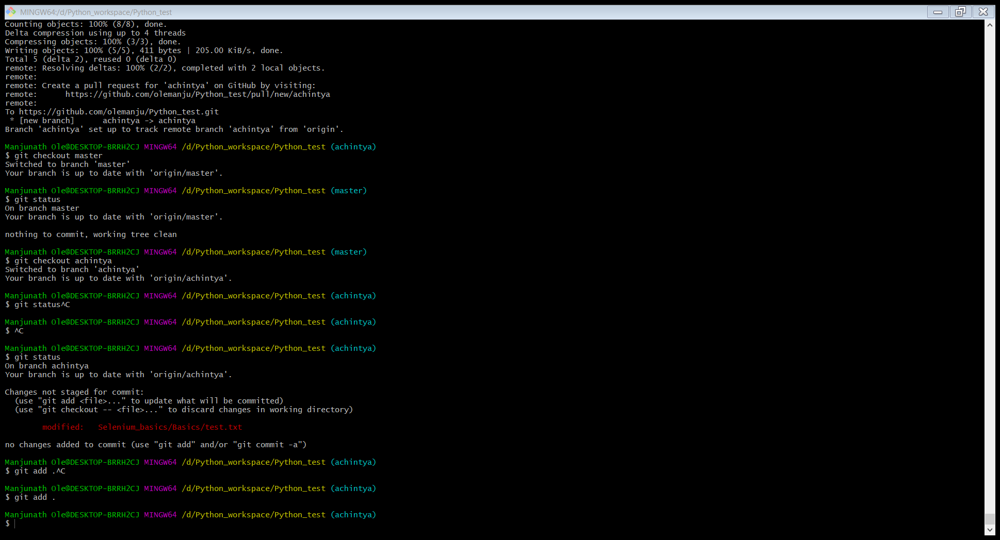 MINGW64:/d/Python_workspace/Python_test
Counting objects: 100% (8/8), done.
Delta compression using up to 4 threads
Compressing objects: 100% (3/3), done.
Writing objects: 100% (5/5), 411 bytes | 205.00 KiB/s, done.
Total 5 (delta 2), reused 0 (delta 0)
remote: Resolving deltas: 100% (2/2), completed with 2 local objects.
remote:
remote: Create a pull request for 'achintya' on GitHub by visiting:
remote:      https://github.com/olemanju/Python_test/pull/new/achintya
remote:
To https://github.com/olemanju/Python_test.git
 * [new branch]      achintya -> achintya
Branch 'achintya' set up to track remote branch 'achintya' from 'origin'.

Manjunath Ole@DESKTOP-BRRH2CJ MINGW64 /d/Python_workspace/Python_test (achintya)
$ git checkout master
Switched to branch 'master'
Your branch is up to date with 'origin/master'.

Manjunath Ole@DESKTOP-BRRH2CJ MINGW64 /d/Python_workspace/Python_test (master)
$ git status
On branch master
Your branch is up to date with 'origin/master'.

nothing to commit, working tree clean

Manjunath Ole@DESKTOP-BRRH2CJ MINGW64 /d/Python_workspace/Python_test (master)
$ git checkout achintya
Switched to branch 'achintya'
Your branch is up to date with 'origin/achintya'.

Manjunath Ole@DESKTOP-BRRH2CJ MINGW64 /d/Python_workspace/Python_test (achintya)
$ git status^C

Manjunath Ole@DESKTOP-BRRH2CJ MINGW64 /d/Python_workspace/Python_test (achintya)
$ ^C

Manjunath Ole@DESKTOP-BRRH2CJ MINGW64 /d/Python_workspace/Python_test (achintya)
$ git status
On branch achintya
Your branch is up to date with 'origin/achintya'.

Changes not staged for commit:
  (use "git add <file>..." to update what will be committed)
  (use "git checkout -- <file>..." to discard changes in working directory)

        modified:   Selenium_basics/Basics/test.txt

no changes added to commit (use "git add" and/or "git commit -a")

Manjunath Ole@DESKTOP-BRRH2CJ MINGW64 /d/Python_workspace/Python_test (achintya)
$ git add .^C

Manjunath Ole@DESKTOP-BRRH2CJ MINGW64 /d/Python_workspace/Python_test (achintya)
$ git add .

Manjunath Ole@DESKTOP-BRRH2CJ MINGW64 /d/Python_workspace/Python_test (achintya)
$